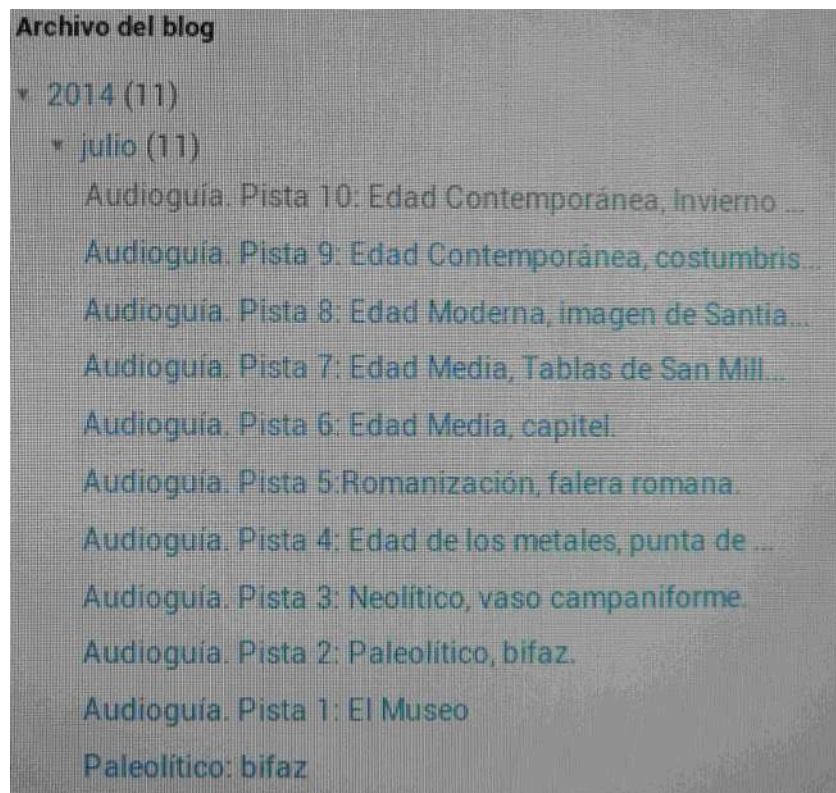 Archivo del blog
▼ 2014 (11)
▼ julio (11)
Audioguía. Pista 10: Edad Contemporánea, Invierno ...
Audioguía. Pista 9: Edad Contemporánea, costumbris...
Audioguía. Pista 8: Edad Moderna, imagen de Santia...
Audioguía. Pista 7: Edad Media, Tablas de San Mill...
Audioguía. Pista 6: Edad Media, capitel.
Audioguía. Pista 5:Romanización, falera romana.
Audioguía. Pista 4: Edad de los metales, punta de ...
Audioguía. Pista 3: Neolítico, vaso campaniforme.
Audioguía. Pista 2: Paleolítico, bifaz.
Audioguía. Pista 1: El Museo
Paleolítico: bifaz